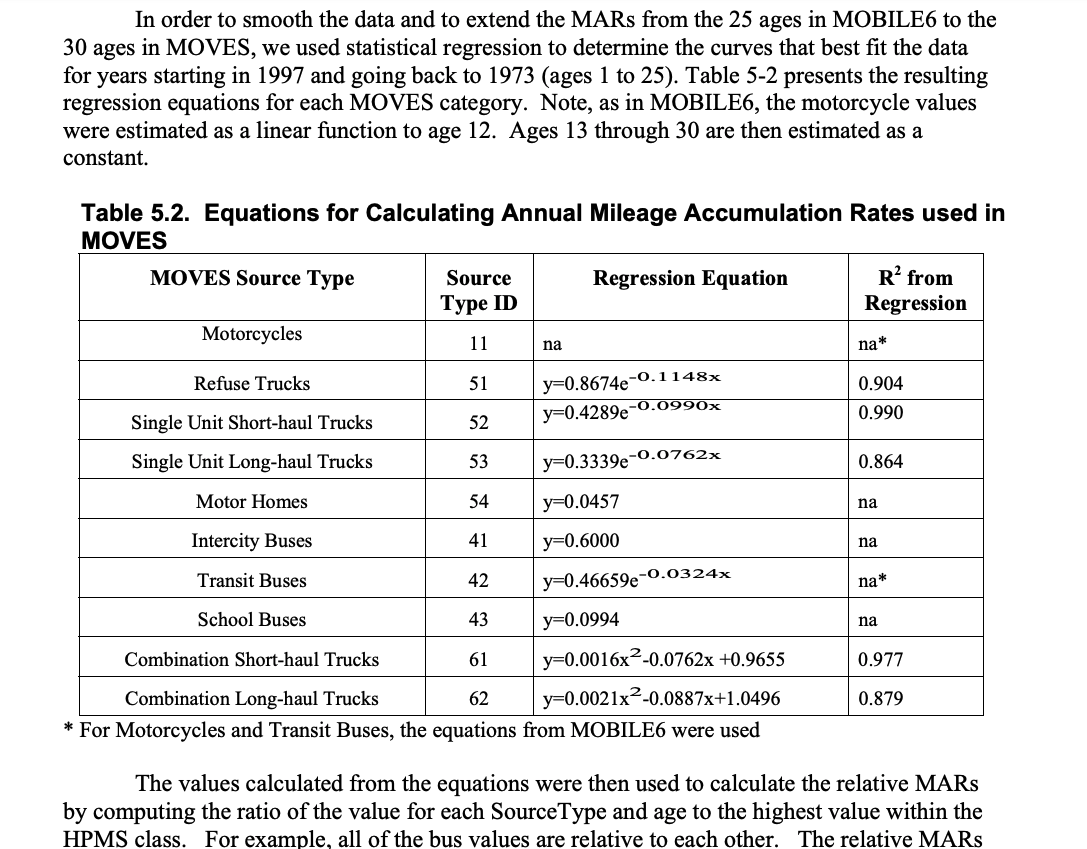 In order to smooth the data and to extend the MARs from the 25 ages in MOBILE6 to the
30 ages in MOVES, we used statistical regression to determine the curves that best fit the data
for years starting in 1997 and going back to 1973 (ages 1 to 25). Table 5-2 presents the resulting
regression equations for each MOVES category.  Note, as in MOBILE6, the motorcycle values
were estimated as a linear function to age 12.  Ages 13 through 30 are then estimated as a
constant.
Table 5.2.  Equations for Calculating Annual Mileage Accumulation Rates used in
MOVES
MOVES Source Type Source Type ID Regression Equation R² from Regression
Motorcycles 11 na na*
Refuse Trucks 51 y=0.8674e^-0.1148x 0.904
Single Unit Short-haul Trucks 52 y=0.4289e^-0.0990x 0.990
Single Unit Long-haul Trucks 53 y=0.3339e^-0.0762x 0.864
Motor Homes 54 y=0.0457 na
Intercity Buses 41 y=0.6000 na
Transit Buses 42 y=0.46659e^-0.0324x na*
School Buses 43 y=0.0994 na
Combination Short-haul Trucks 61 y=0.0016x²-0.0762x +0.9655 0.977
Combination Long-haul Trucks 62 y=0.0021x²-0.0887x+1.0496 0.879
* For Motorcycles and Transit Buses, the equations from MOBILE6 were used
The values calculated from the equations were then used to calculate the relative MARs
by computing the ratio of the value for each SourceType and age to the highest value within the
HPMS class.   For example, all of the bus values are relative to each other.   The relative MARs